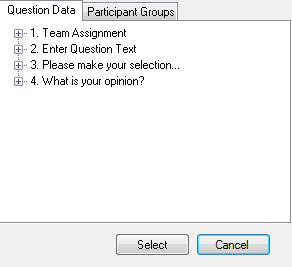 Question Data Participant Groups
1. Team Assignment
2. Enter Question Text
3. Please make your selection...
4. What is your opinion?
Select Cancel